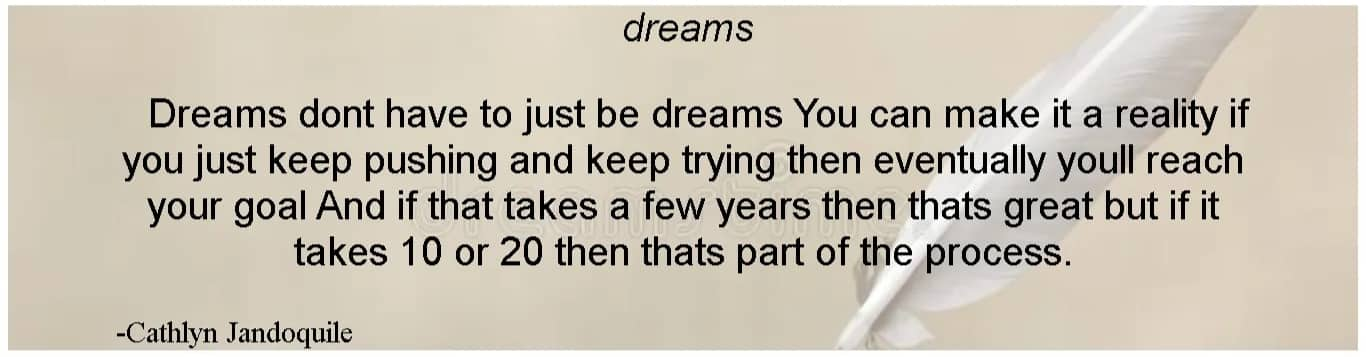 dreams
Dreams dont have to just be dreams You can make it a reality if
you just keep pushing and keep trying then eventually youll reach
your goal And if that takes a few years then thats great but if it
takes 10 or 20 then thats part of the process.
-Cathlyn Jandoquile
dreamstime